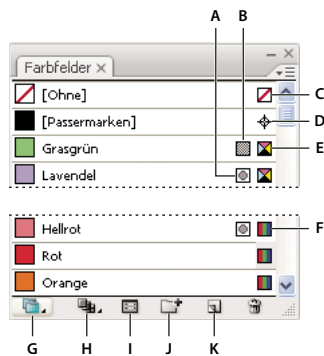 A B
Farbfelder ×
[Ohne] C
[Passermarken] D
Grasgrün E
Lavendel
Hellrot F
Rot
Orange
G H I J K